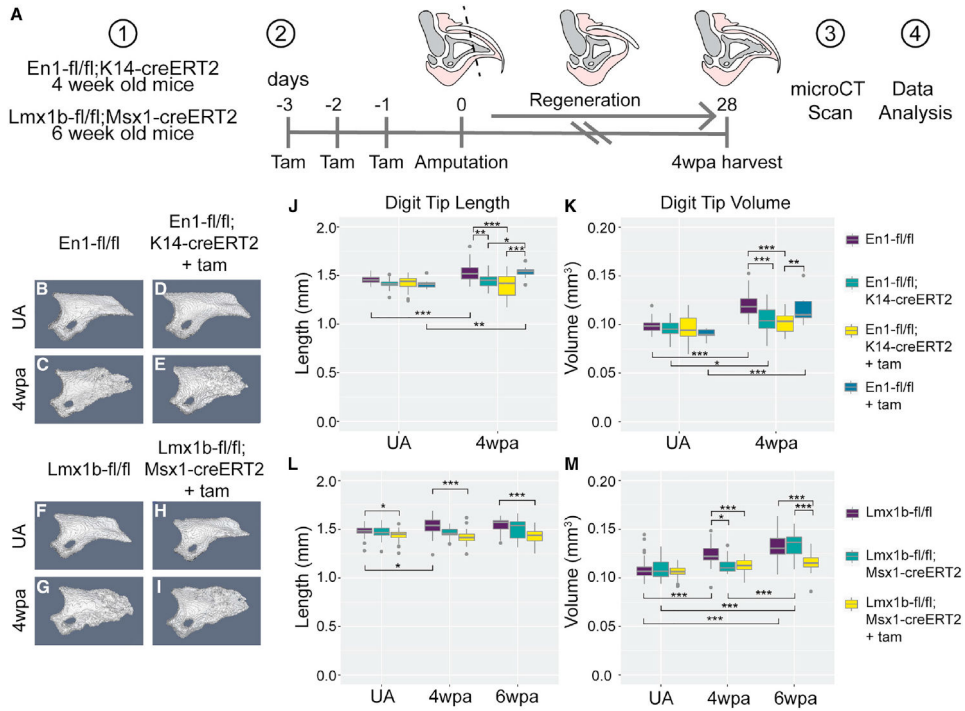 A
1
En1-fl/fl;K14-creERT2
4 week old mice
Lmx1b-fl/fl;Msx1-creERT2
6 week old mice
2
days
-3 -2 -1 0 Regeneration 28
Tam Tam Tam Amputation 4wpa harvest
3
microCT
Scan
4
Data
Analysis
En1-fl/fl
En1-fl/fl;
K14-creERT2
+ tam
UA
B
D
4wpa
C
E
Lmx1b-fl/fl
Lmx1b-fl/fl;
Msx1-creERT2
+ tam
UA
F
H
4wpa
G
I
J
Digit Tip Length
Length (mm)
2.0
1.5
1.0
0.0
***
**
*
***
***
**
UA 4wpa
K
Digit Tip Volume
Volume (mm³)
0.20
0.15
0.10
0.05
0.00
***
***
**
***
*
***
UA 4wpa
En1-fl/fl
En1-fl/fl;
K14-creERT2
En1-fl/fl;
K14-creERT2
+ tam
En1-fl/fl
+ tam
L
Length (mm)
2.0
1.5
1.0
0.0
*
***
***
*
UA 4wpa 6wpa
M
Volume (mm³)
0.20
0.15
0.10
0.05
0.00
***
*
***
***
***
***
***
***
UA 4wpa 6wpa
Lmx1b-fl/fl
Lmx1b-fl/fl;
Msx1-creERT2
Lmx1b-fl/fl;
Msx1-creERT2
+ tam